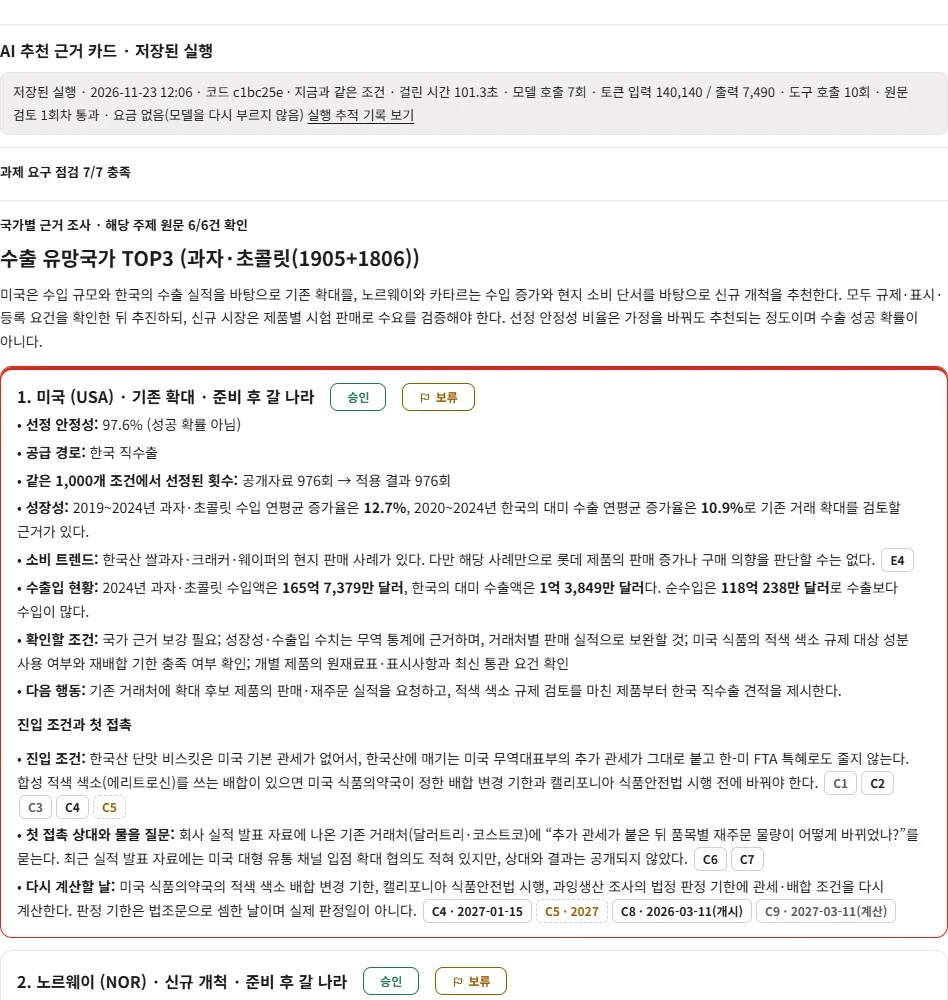 AI 추천 근거 카드 · 저장된 실행
저장된 실행 · 2026-11-23 12:06 · 코드 c1bc25e · 지금과 같은 조건 · 걸린 시간 101.3초 · 모델 호출 7회 · 토큰 입력 140,140 / 출력 7,490 · 도구 호출 10회 · 원문
검토 1회차 통과 · 요금 없음(모델을 다시 부르지 않음) 실행 추적 기록 보기
과제 요구 점검 7/7 충족
국가별 근거 조사 · 해당 주제 원문 6/6건 확인
수출 유망국가 TOP3 (과자·초콜릿(1905+1806))
미국은 수입 규모와 한국의 수출 실적을 바탕으로 기존 확대를, 노르웨이와 카타르는 수입 증가와 현지 소비 단서를 바탕으로 신규 개척을 추천한다. 모두 규제·표시·
등록 요건을 확인한 뒤 추진하되, 신규 시장은 제품별 시험 판매로 수요를 검증해야 한다. 선정 안정성 비율은 가정을 바꿔도 추천되는 정도이며 수출 성공 확률이
아니다.
1. 미국 (USA) · 기존 확대 · 준비 후 갈 나라 승인 보류
• 선정 안정성: 97.6% (성공 확률 아님)
• 공급 경로: 한국 직수출
• 같은 1,000개 조건에서 선정된 횟수: 공개자료 976회 → 적용 결과 976회
• 성장성: 2019~2024년 과자·초콜릿 수입 연평균 증가율은 12.7%, 2020~2024년 한국의 대미 수출 연평균 증가율은 10.9%로 기존 거래 확대를 검토할
근거가 있다.
• 소비 트렌드: 한국산 쌀과자·크래커·웨이퍼의 현지 판매 사례가 있다. 다만 해당 사례만으로 롯데 제품의 판매 증가나 구매 의향을 판단할 수는 없다. E4
• 수출입 현황: 2024년 과자·초콜릿 수입액은 165억 7,379만 달러, 한국의 대미 수출액은 1억 3,849만 달러다. 순수입은 118억 238만 달러로 수출보다
수입이 많다.
• 확인할 조건: 국가 근거 보강 필요; 성장성·수출입 수치는 무역 통계에 근거하며, 거래처별 판매 실적으로 보완할 것; 미국 식품의 적색 색소 규제 대상 성분
사용 여부와 재배합 기한 충족 여부 확인; 개별 제품의 원재료표·표시사항과 최신 통관 요건 확인
• 다음 행동: 기존 거래처에 확대 후보 제품의 판매·재주문 실적을 요청하고, 적색 색소 규제 검토를 마친 제품부터 한국 직수출 견적을 제시한다.
진입 조건과 첫 접촉
• 진입 조건: 한국산 단맛 비스킷은 미국 기본 관세가 없어서, 한국산에 매기는 미국 무역대표부의 추가 관세가 그대로 붙고 한-미 FTA 특혜로도 줄지 않는다.
합성 적색 색소(에리트로신)를 쓰는 배합이 있으면 미국 식품의약국이 정한 배합 변경 기한과 캘리포니아 식품안전법 시행 전에 바꿔야 한다. C1 C2
C3 C4 C5
• 첫 접촉 상대와 물을 질문: 회사 실적 발표 자료에 나온 기존 거래처(달러트리·코스트코)에 “추가 관세가 붙은 뒤 품목별 재주문 물량이 어떻게 바뀌었나?”를
묻는다. 최근 실적 발표 자료에는 미국 대형 유통 채널 입점 확대 협의도 적혀 있지만, 상대와 결과는 공개되지 않았다. C6 C7
• 다시 계산할 날: 미국 식품의약국의 적색 색소 배합 변경 기한, 캘리포니아 식품안전법 시행, 과잉생산 조사의 법정 판정 기한에 관세·배합 조건을 다시
계산한다. 판정 기한은 법조문으로 셈한 날이며 실제 판정일이 아니다. C4 · 2027-01-15 C5 · 2027 C8 · 2026-03-11(개시) C9 · 2027-03-11(계산)
2. 노르웨이 (NOR) · 신규 개척 · 준비 후 갈 나라 승인 보류